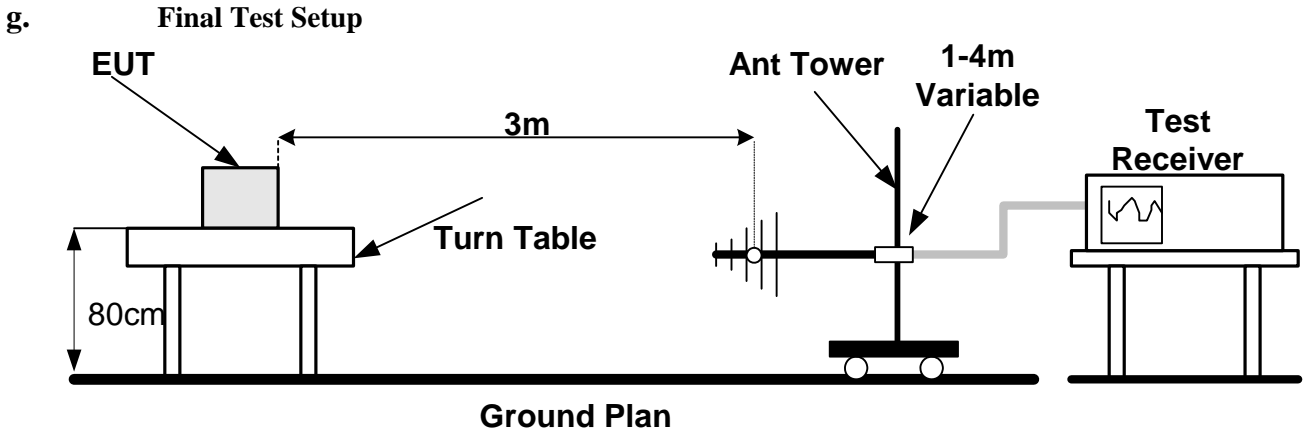 g. Final Test Setup
EUT
Ant Tower
1-4m
Variable
3m
Test
Receiver
Turn Table
80cm
Ground Plan